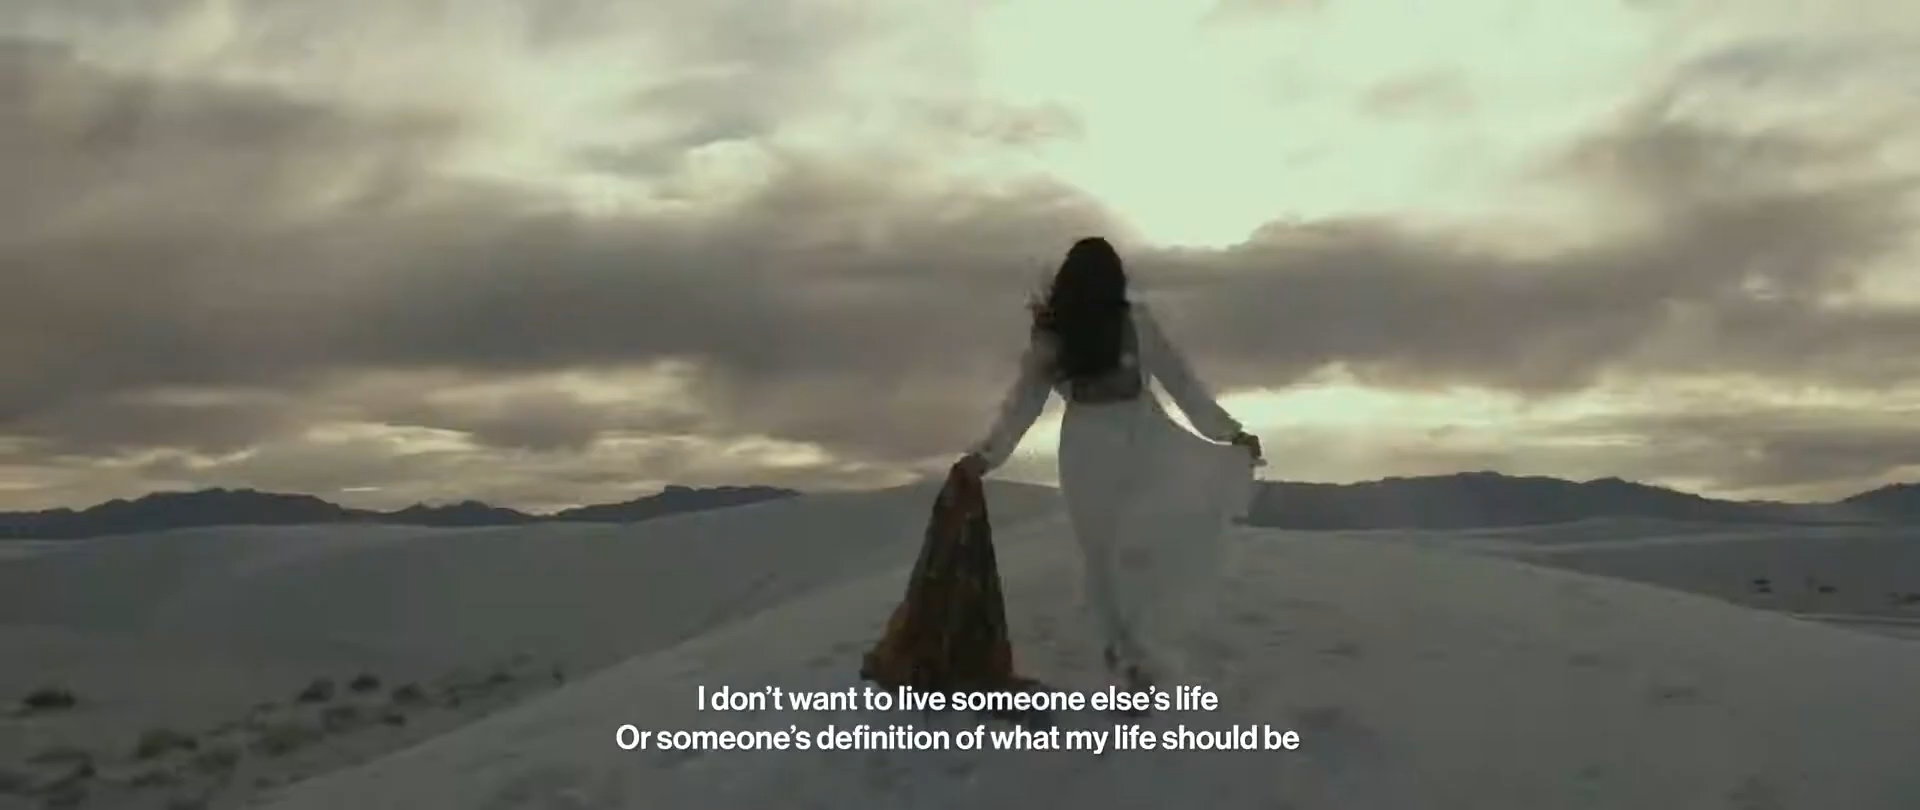 I don't want to live someone else's life
Or someone's definition of what my life should be